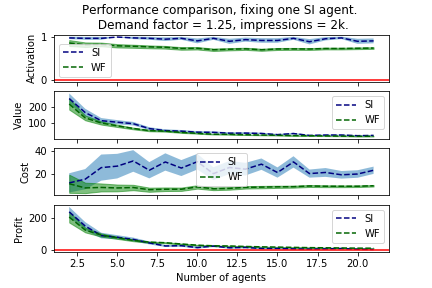 Performance comparison, fixing one SI agent.
Demand factor = 1.25, impressions = 2k.
Activation
1
0
SI
WF
Value
200
100
SI
WF
Cost
40
20
SI
WF
Profit
200
0
SI
WF
2.5 5.0 7.5 10.0 12.5 15.0 17.5 20.0
Number of agents